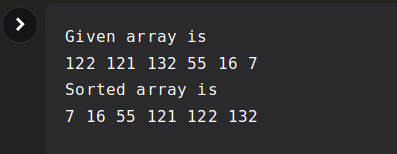 Given array is
122 121 132 55 16 7
Sorted array is
7 16 55 121 122 132